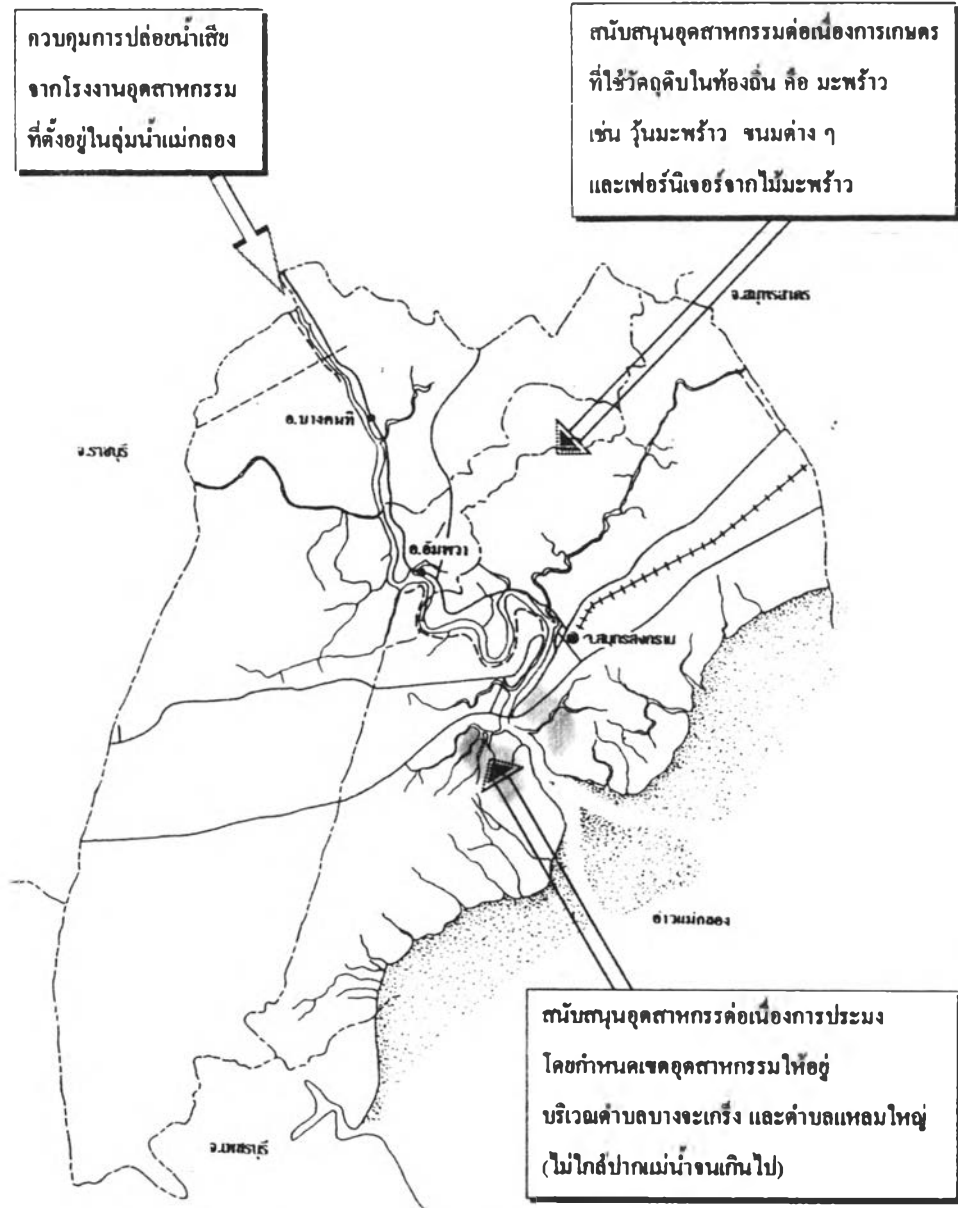 ควบคุมการปล่อยน้ำเสีย
จากโรงงานอุตสาหกรรม
ที่ตั้งอยู่ในลุ่มน้ำแม่กลอง
สนับสนุนอุตสาหกรรมต่อเนื่องการเกษตร
ที่ใช้วัตถุดิบในท้องถิ่น คือ มะพร้าว
เช่น วุ้นมะพร้าว ขนมต่าง ๆ
และเฟอร์นิเจอร์จากไม้มะพร้าว
จ.สมุทรสาคร
อ.บางคนที
จ.ราชบุรี
อ.อัมพวา
จ.สมุทรสงคราม
อ่าวแม่กลอง
สนับสนุนอุตสาหกรรต่อเนื่องการประมง
โดยกำหนดเขตอุตสาหกรรมให้อยู่
บริเวณตำบลบางจะเกร็ง และตำบลแหลมใหญ่
(ไม่ใกล้ปากแม่น้ำจนเกินไป)
จ.เพชรบุรี